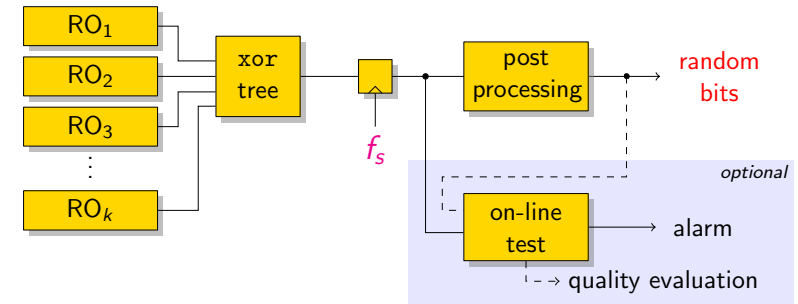 RO1
RO2
RO3
⋮
ROk
xor
tree
fs
post
processing
random
bits
optional
on-line
test
alarm
quality evaluation